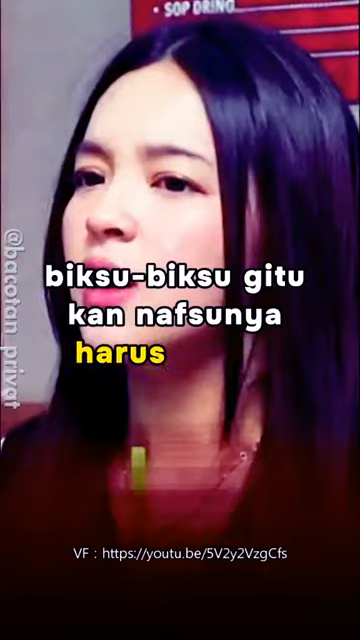 • SOP DRING
biksu-biksu gitu
kan nafsunya
harus
@bacotan_privat
VF : https://youtu.be/5V2y2VzgCfs